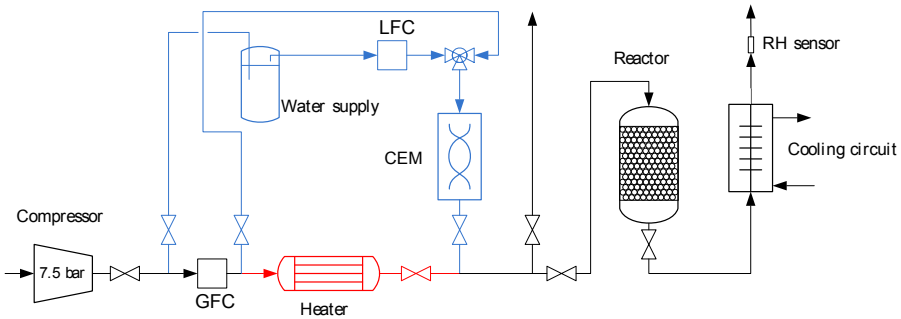 LFC
RH sensor
Reactor
Water supply
CEM
Cooling circuit
Compressor
7.5 bar
GFC
Heater